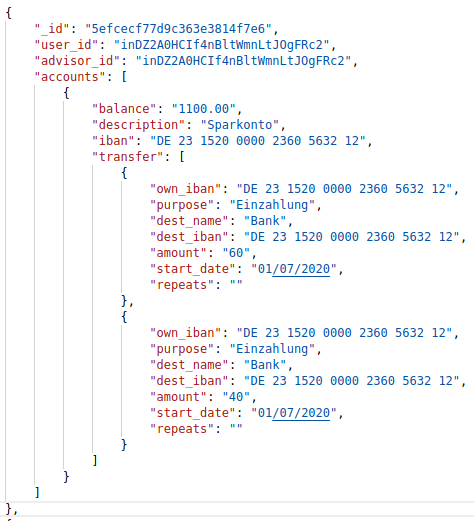 {
"_id": "5efcecf77d9c363e3814f7e6",
"user_id": "inDZ2A0HCIf4nBltWmnLtJOgFRc2",
"advisor_id": "inDZ2A0HCIf4nBltWmnLtJOgFRc2",
"accounts": [
{
"balance": "1100.00",
"description": "Sparkonto",
"iban": "DE 23 1520 0000 2360 5632 12",
"transfer": [
{
"own_iban": "DE 23 1520 0000 2360 5632 12",
"purpose": "Einzahlung",
"dest_name": "Bank",
"dest_iban": "DE 23 1520 0000 2360 5632 12",
"amount": "60",
"start_date": "01/07/2020",
"repeats": ""
},
{
"own_iban": "DE 23 1520 0000 2360 5632 12",
"purpose": "Einzahlung",
"dest_name": "Bank",
"dest_iban": "DE 23 1520 0000 2360 5632 12",
"amount": "40",
"start_date": "01/07/2020",
"repeats": ""
}
]
}
]
},